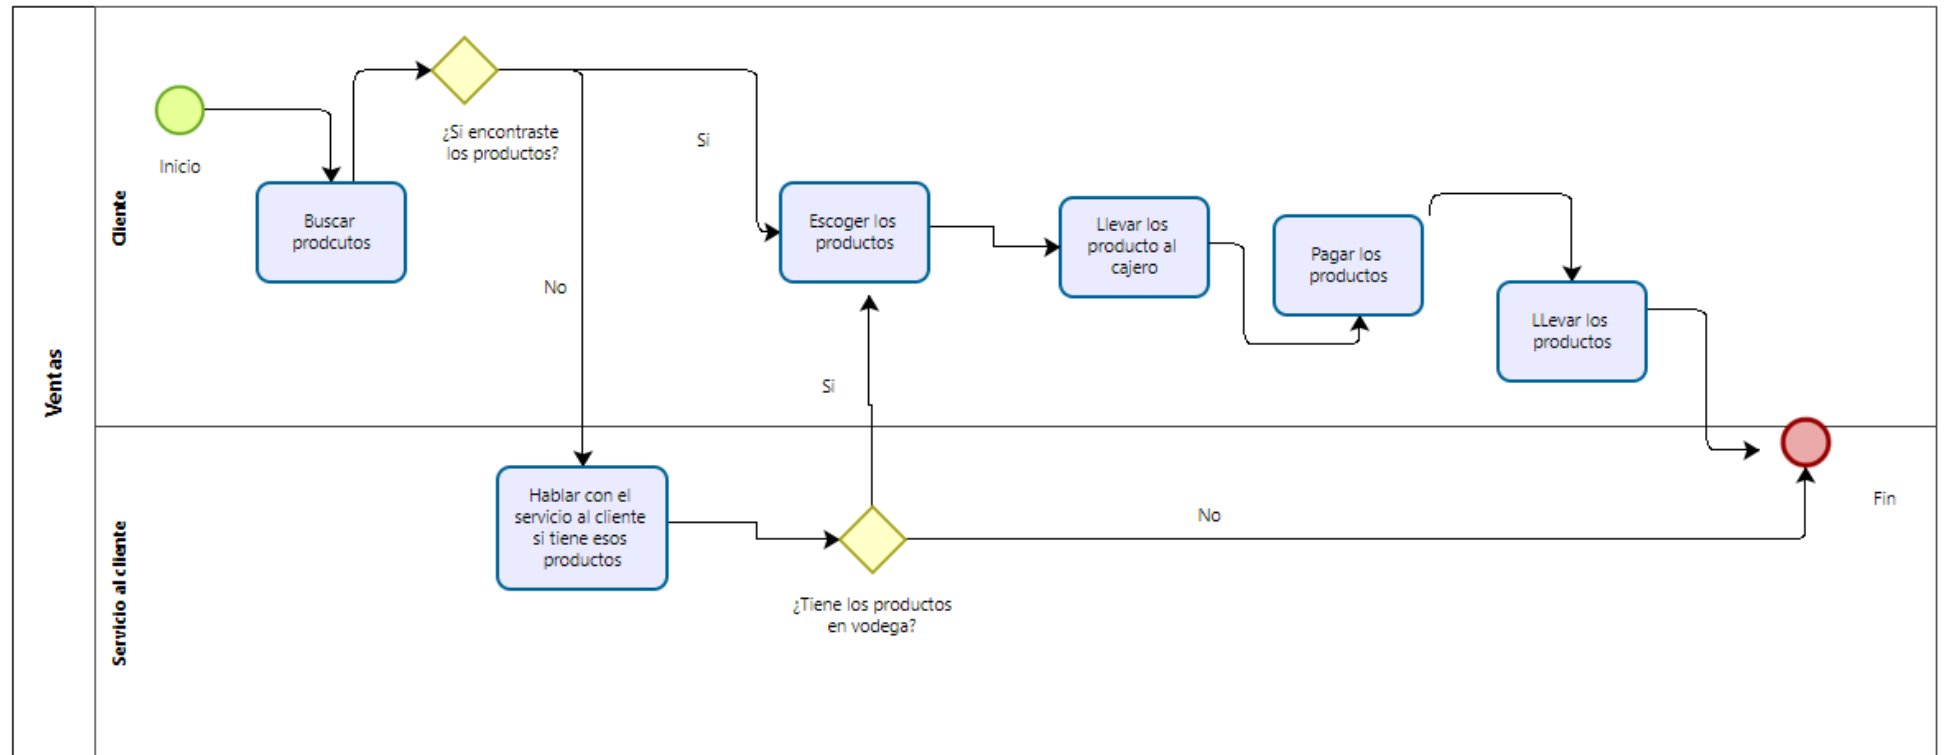 Ventas
Cliente
Inicio
Buscar
prodcutos
¿Si encontraste
los productos?
Si
No
Escoger los
productos
Llevar los
producto al
cajero
Pagar los
productos
LLevar los
productos
Si
Servicio al cliente
Hablar con el
servicio al cliente
si tiene esos
productos
¿Tiene los productos
en vodega?
No
Fin